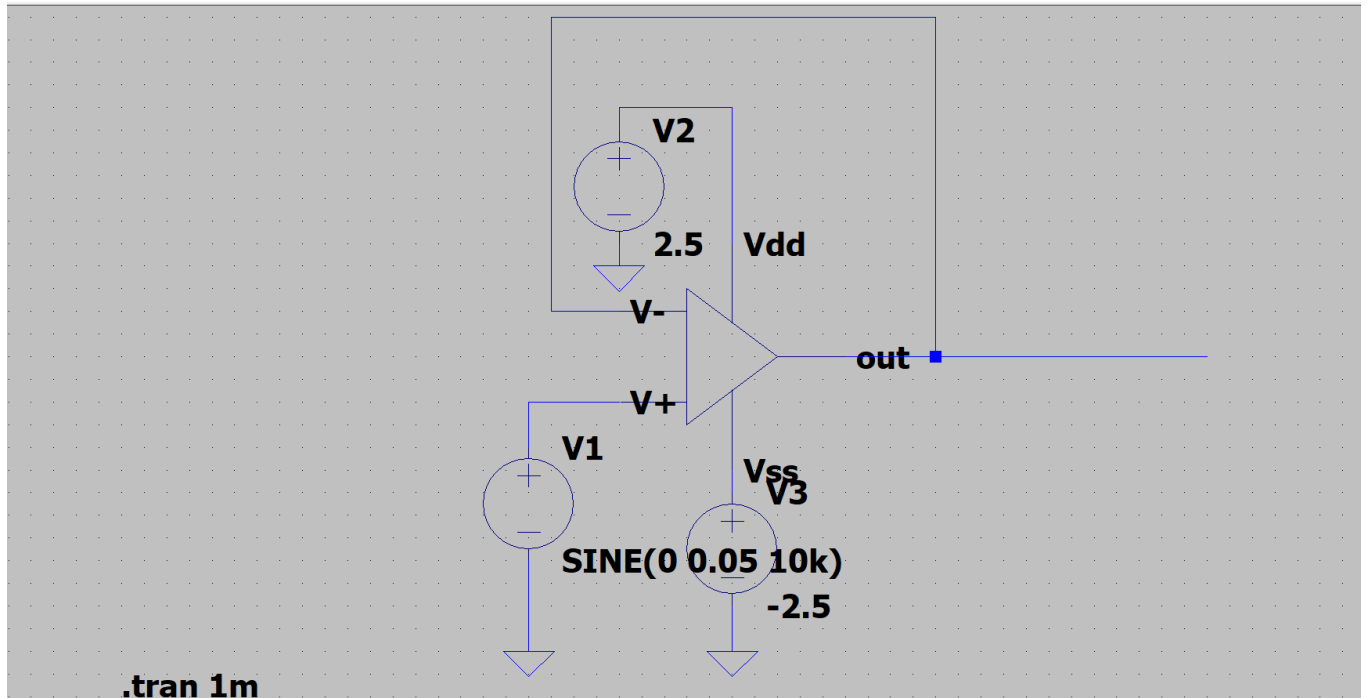 V2
2.5
Vdd
V-
out
V+
V1
Vss
V3
SINE(0 0.05 10k)
-2.5
.tran 1m